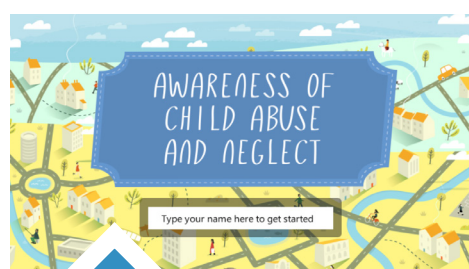 AWARENESS OF
CHILD ABUSE
AND NEGLECT
Type your name here to get started